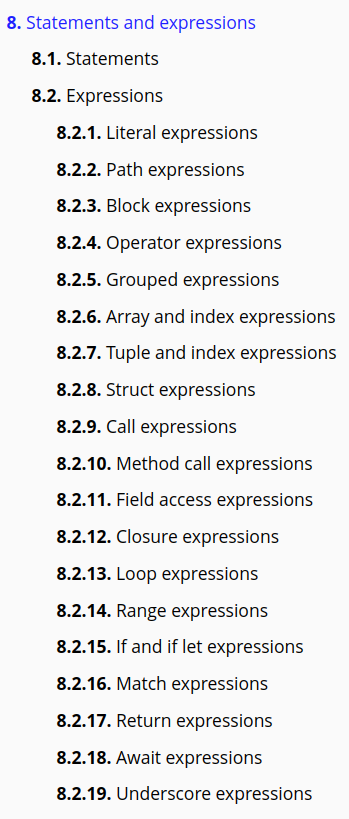 8. Statements and expressions
8.1. Statements
8.2. Expressions
8.2.1. Literal expressions
8.2.2. Path expressions
8.2.3. Block expressions
8.2.4. Operator expressions
8.2.5. Grouped expressions
8.2.6. Array and index expressions
8.2.7. Tuple and index expressions
8.2.8. Struct expressions
8.2.9. Call expressions
8.2.10. Method call expressions
8.2.11. Field access expressions
8.2.12. Closure expressions
8.2.13. Loop expressions
8.2.14. Range expressions
8.2.15. If and if let expressions
8.2.16. Match expressions
8.2.17. Return expressions
8.2.18. Await expressions
8.2.19. Underscore expressions